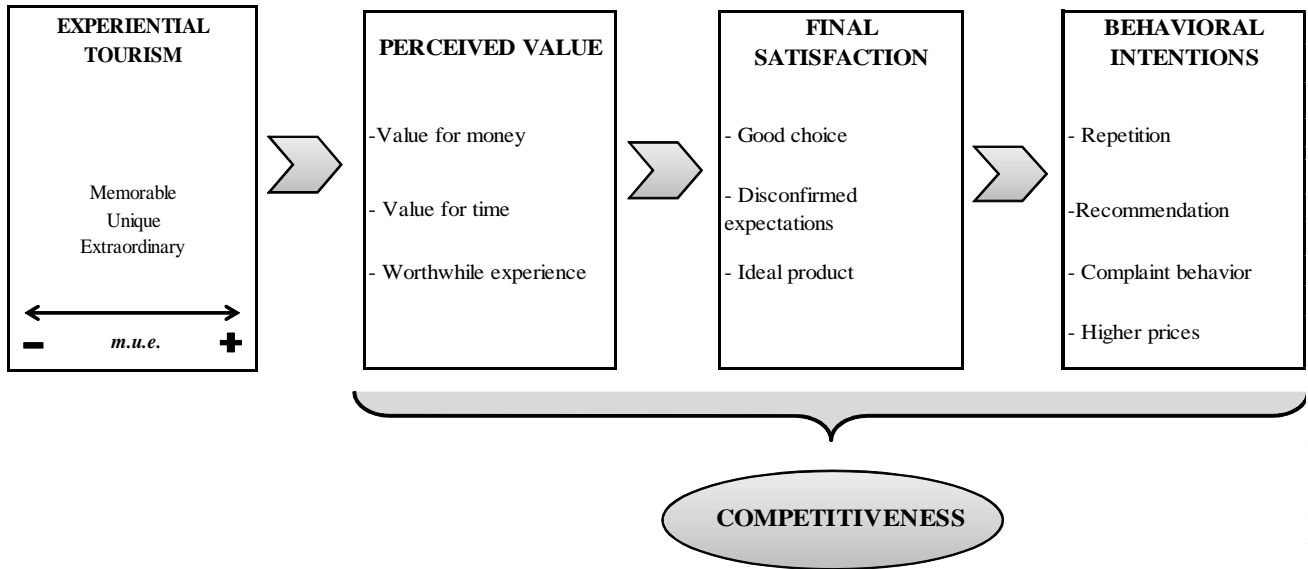 EXPERIENTIAL
TOURISM
Memorable
Unique
Extraordinary
m.u.e.
PERCEIVED VALUE
-Value for money
- Value for time
- Worthwhile experience
FINAL
SATISFACTION
- Good choice
- Disconfirmed
expectations
- Ideal product
BEHAVIORAL
INTENTIONS
- Repetition
-Recommendation
- Complaint behavior
- Higher prices
COMPETITIVENESS